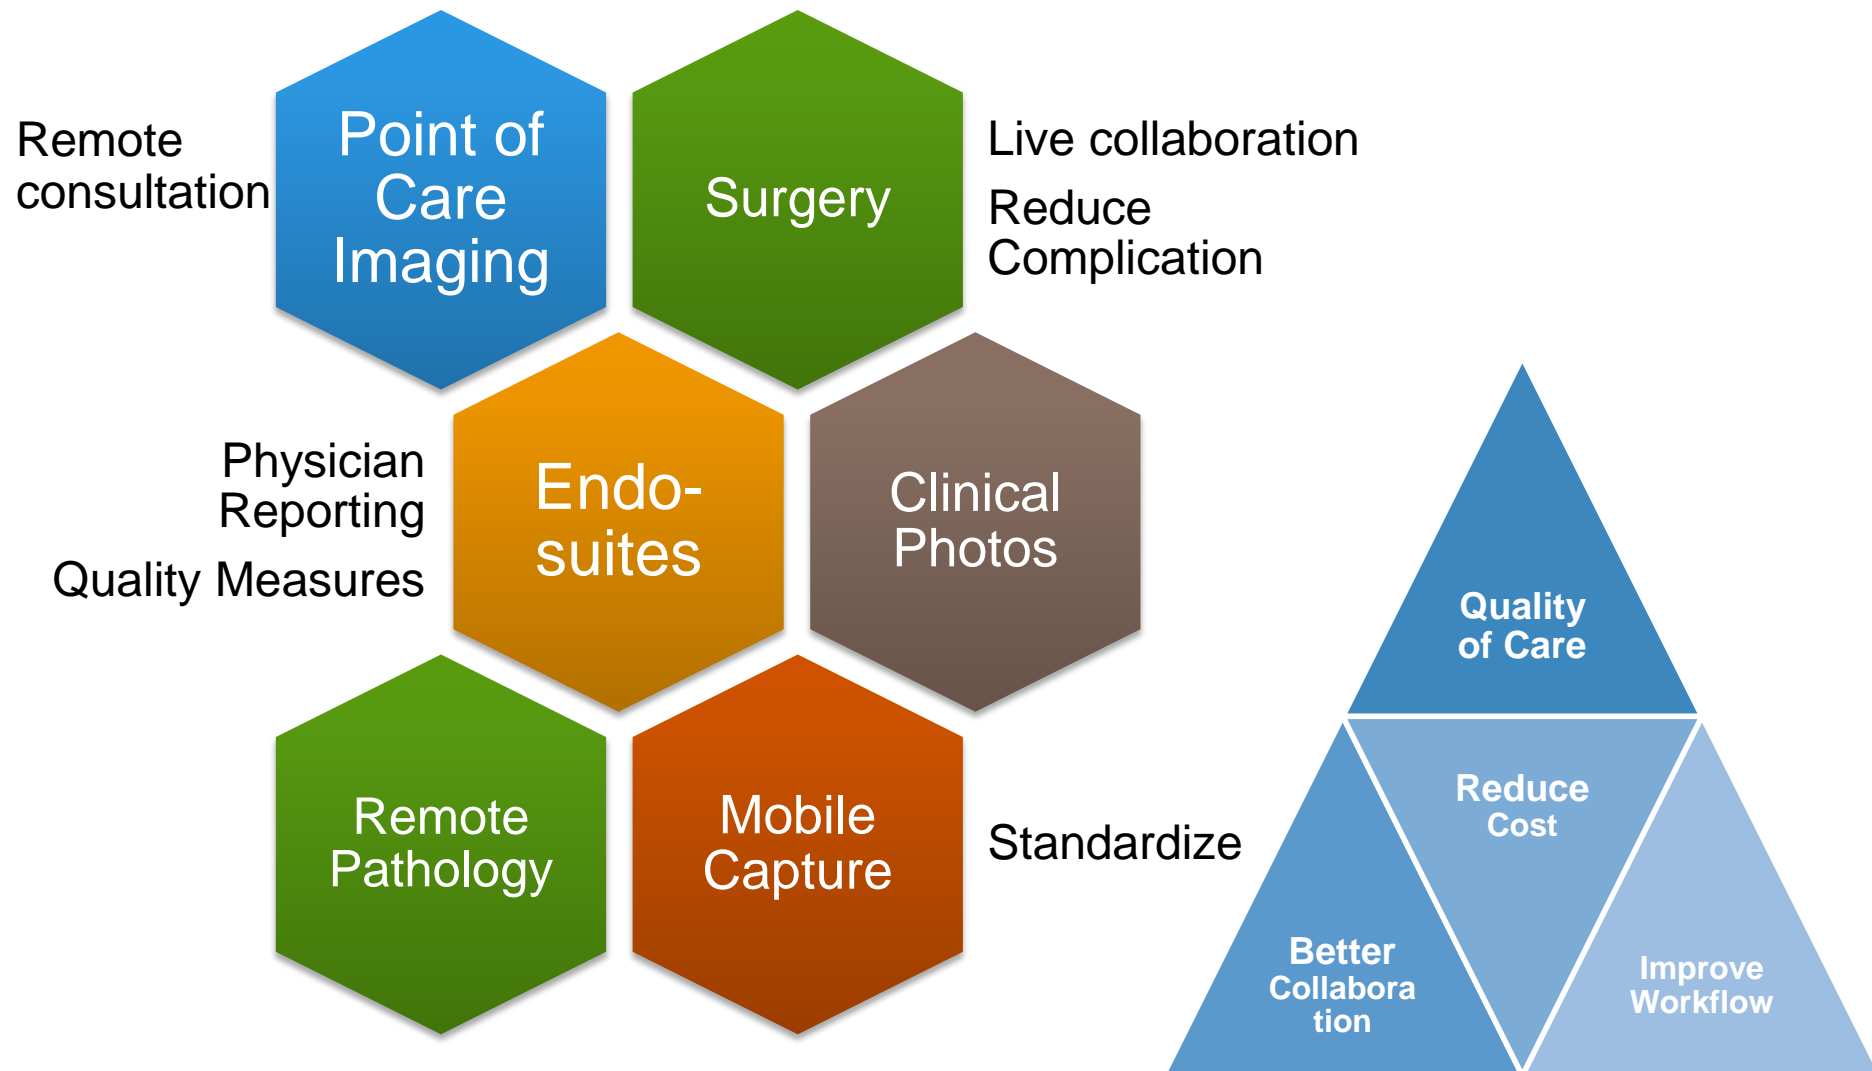 Remote
consultation
Point of
Care
Imaging
Surgery
Live collaboration
Reduce
Complication
Physician
Reporting
Quality Measures
Endo-
suites
Clinical
Photos
Remote
Pathology
Mobile
Capture
Standardize
Quality
of Care
Reduce
Cost
Better
Collabora
tion
Improve
Workflow